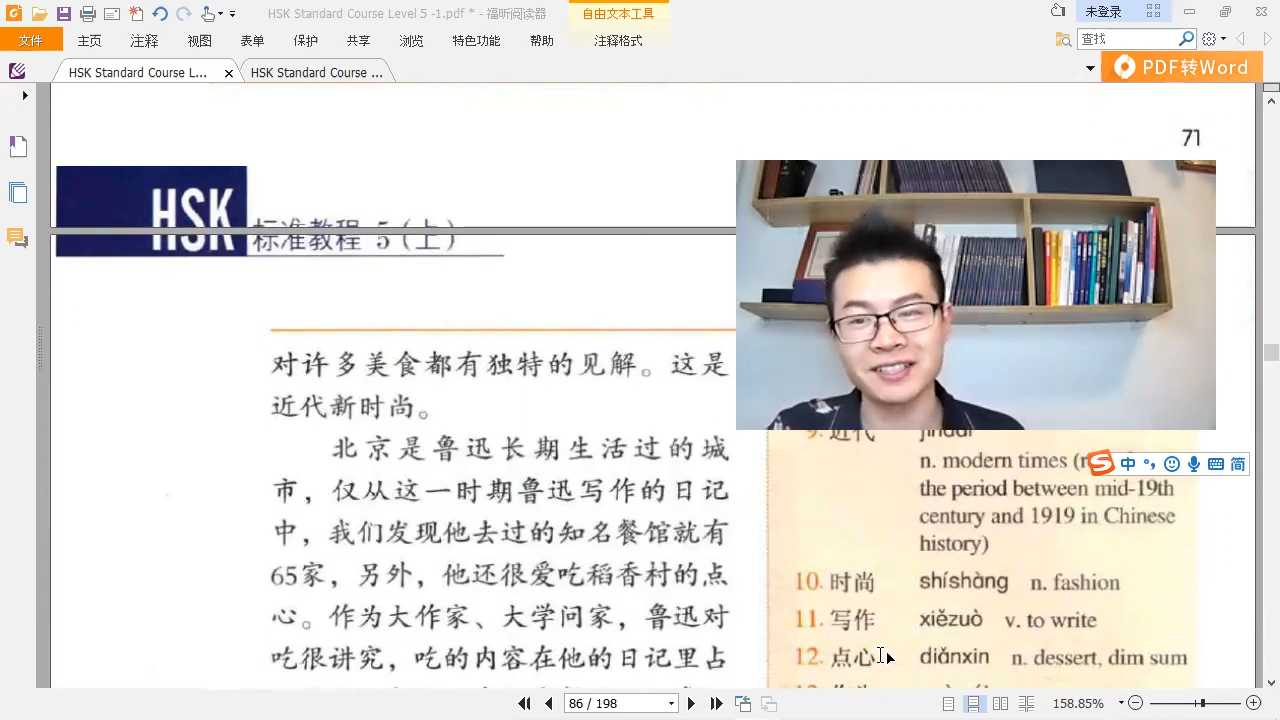 HSK Standard Course Level 5 -1.pdf * - 福昕阅读器
自由文本工具
未登录
文件 主页 注释 视图 表单 保护 共享 浏览 特色功能 帮助 注释格式
查找
HSK Standard Course L...
HSK Standard Course ...
PDF转Word
71
HSK
标准教程 5（上）
对许多美食都有独特的见解。这是
近代新时尚。
北京是鲁迅长期生活过的城
市，仅从这一时期鲁迅写作的日记
中，我们发现他去过的知名餐馆就有
65家，另外，他还很爱吃稻香村的点
心。作为大作家、大学问家，鲁迅对
吃很讲究，吃的内容在他的日记里占
9. 近代 jìndài
n. modern times
the period between mid-19th
century and 1919 in Chinese
history)
10. 时尚 shíshàng n. fashion
11. 写作 xiězuò v. to write
12. 点心 diǎnxin n. dessert, dim sum
中 简
86 / 198
158.85%